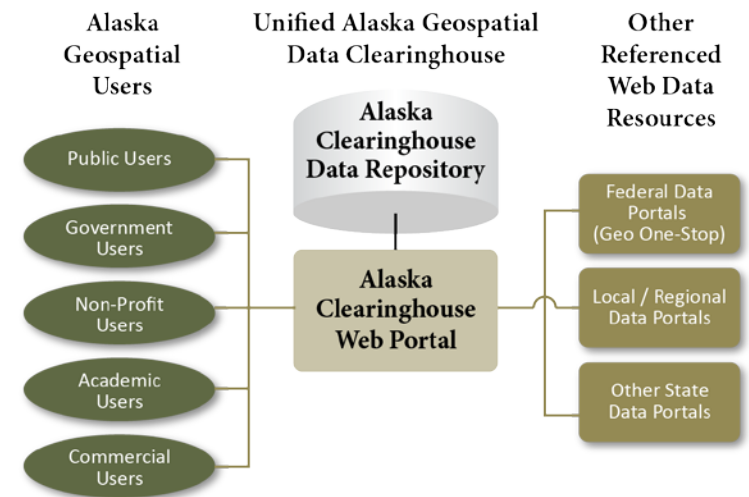 Alaska
Geospatial
Users
Unified Alaska Geospatial
Data Clearinghouse
Other
Referenced
Web Data
Resources
Public Users
Government
Users
Non-Profit
Users
Academic
Users
Commercial
Users
Alaska
Clearinghouse
Data Repository
Alaska
Clearinghouse
Web Portal
Federal Data
Portals
(Geo One-Stop)
Local / Regional
Data Portals
Other State
Data Portals